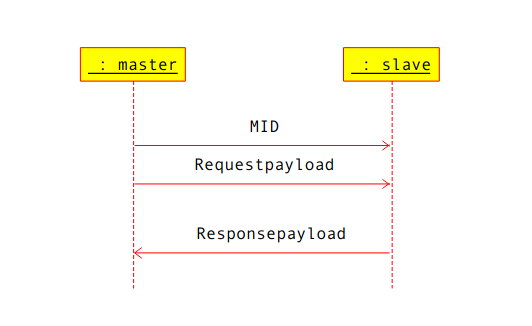 : master
: slave
MID
Requestpayload
Responsepayload